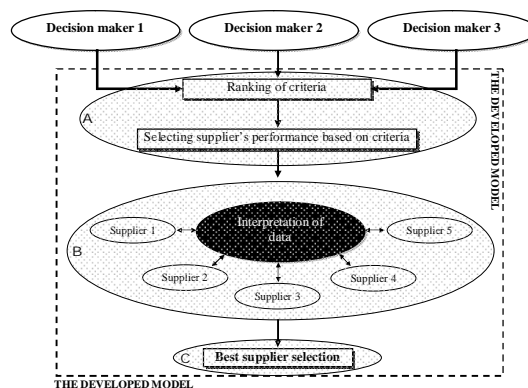 Decision maker 1
Decision maker 2
Decision maker 3
Ranking of criteria
THE DEVELOPED MODEL
A
Selecting supplier's performance based on criteria
Interpretation of
data
Supplier 1
Supplier 5
B
Supplier 2
Supplier 4
Supplier 3
C
Best supplier selection
THE DEVELOPED MODEL